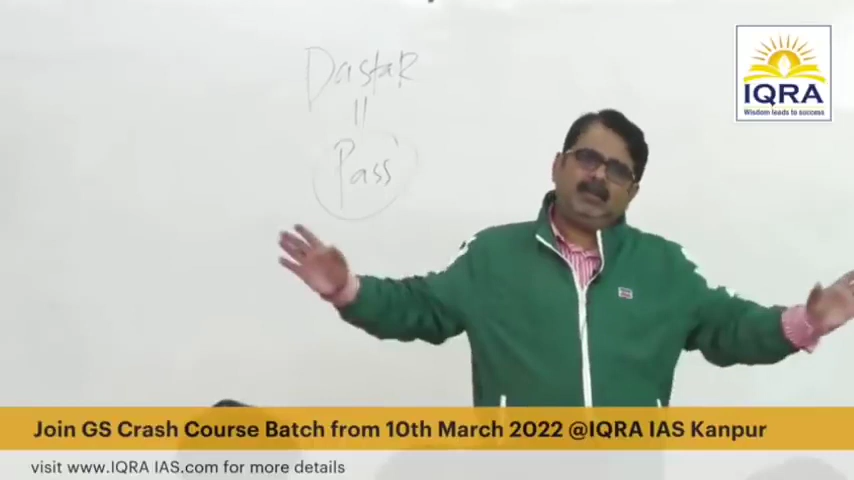 DastaR
"
Pass
IQRA
Wisdom leads to success
Join GS Crash Course Batch from 10th March 2022 @IQRA IAS Kanpur
visit www.IQRA IAS.com for more details